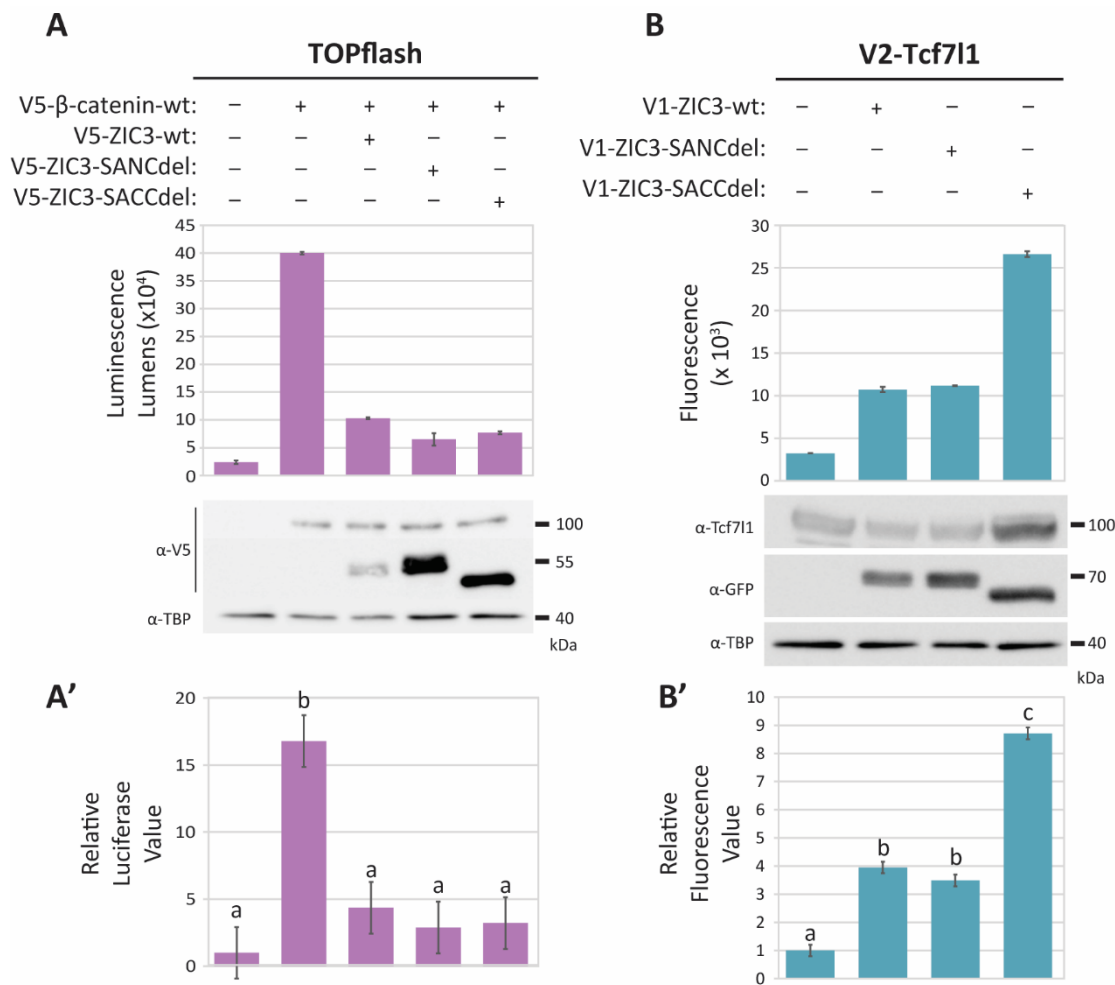 A
TOPflash
V5-β-catenin-wt: – + + + +
V5-ZIC3-wt: – – + – –
V5-ZIC3-SANCdel: – – – + –
V5-ZIC3-SACCdel: – – – – +
Luminescence
Lumens (x10⁴)
45
40
35
30
25
20
15
10
5
0
α-V5
100
55
α-TBP
40
kDa
A'
Relative
Luciferase
Value
20
15
10
5
0
a
b
a
a
a
B
V2-Tcf7l1
V1-ZIC3-wt: – + – –
V1-ZIC3-SANCdel: – – + –
V1-ZIC3-SACCdel: – – – +
Fluorescence
(x 10³)
30
25
20
15
10
5
0
α-Tcf7l1
100
α-GFP
70
α-TBP
40
kDa
B'
Relative
Fluorescence
Value
10
9
8
7
6
5
4
3
2
1
0
a
b
b
c